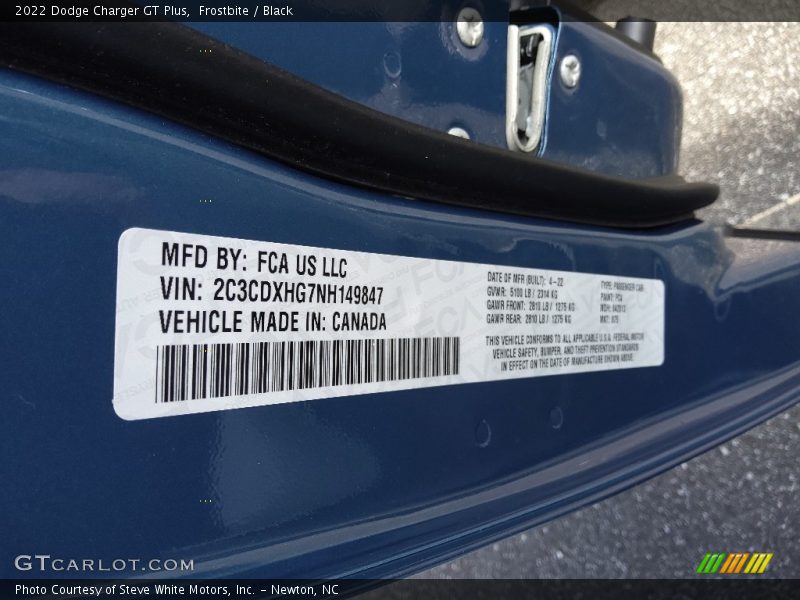 2022 Dodge Charger GT Plus,  Frostbite / Black
MFD BY: FCA US LLC
VIN: 2C3CDXHG7NH149847
VEHICLE MADE IN: CANADA
DATE OF MFR (BUILT): 4-22
GVWR: 5100 LB / 2314 KG
GAWR FRONT: 2810 LB / 1275 KG
GAWR REAR: 2810 LB / 1275 KG
TYPE: PASSENGER CAR
PAINT: PCA
MDH: 042013
THIS VEHICLE CONFORMS TO ALL APPLICABLE U.S.A. FEDERAL MOTOR
VEHICLE SAFETY, BUMPER, AND THEFT PREVENTION STANDARDS
IN EFFECT ON THE DATE OF MANUFACTURE SHOWN ABOVE.
GTCARLOT.COM
Photo Courtesy of Steve White Motors, Inc. – Newton, NC